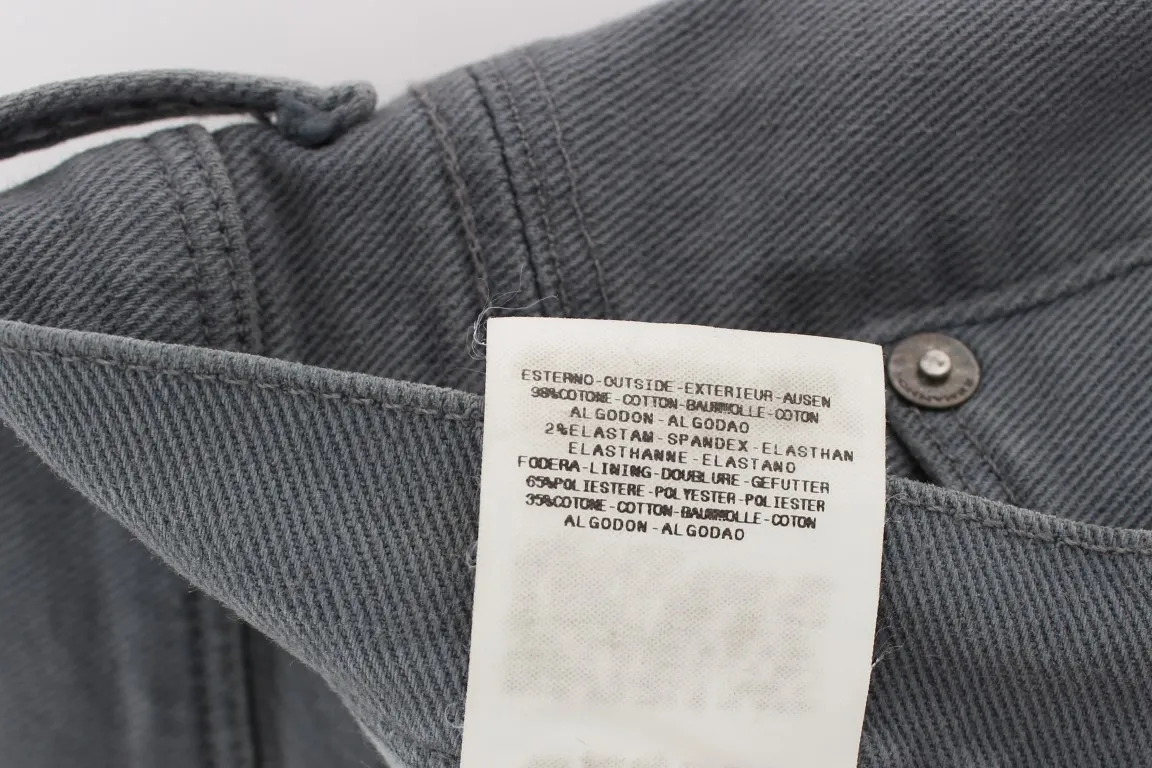 ESTERNO-OUTSIDE-EXTERIEUR-AUSEN
98%COTONE-COTTON-BAUMWOLLE-COTON
ALGODON-ALGODAO
2%ELASTAM-SPANDEX-ELASTHAN
ELASTHANNE-ELASTANO
FODERA-LINING-DOUBLURE-GEFUTTER
65%POLIESTERE-POLYESTER-POLIESTER
35%COTONE-COTTON-BAUMWOLLE-COTON
ALGODON-ALGODAO